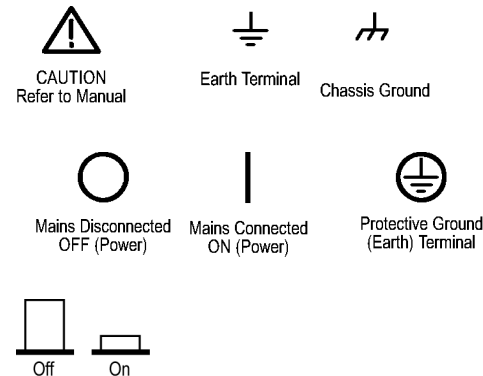 CAUTION
Refer to Manual
Earth Terminal
Chassis Ground
Mains Disconnected
OFF (Power)
Mains Connected
ON (Power)
Protective Ground
(Earth) Terminal
Off
On